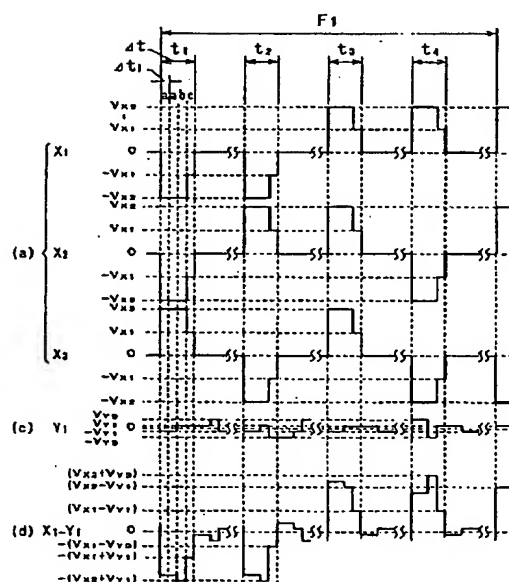 F1
Δt t1 t2 t3 t4
Δt1
a a b c
VX2
VX1
X1 0
-VX1
-VX2
VX2
VX1
(a) X2 0
-VX1
-VX2
VX2
VX1
X3 0
-VX1
-VX2
(c) Y1 0
(VX2+VY2)
(VX2-VY1)
(VX1-VY1)
(d) X1-Y1 0
-(VX1-VY2)
-(VX1+VY1)
-(VX2+VY1)